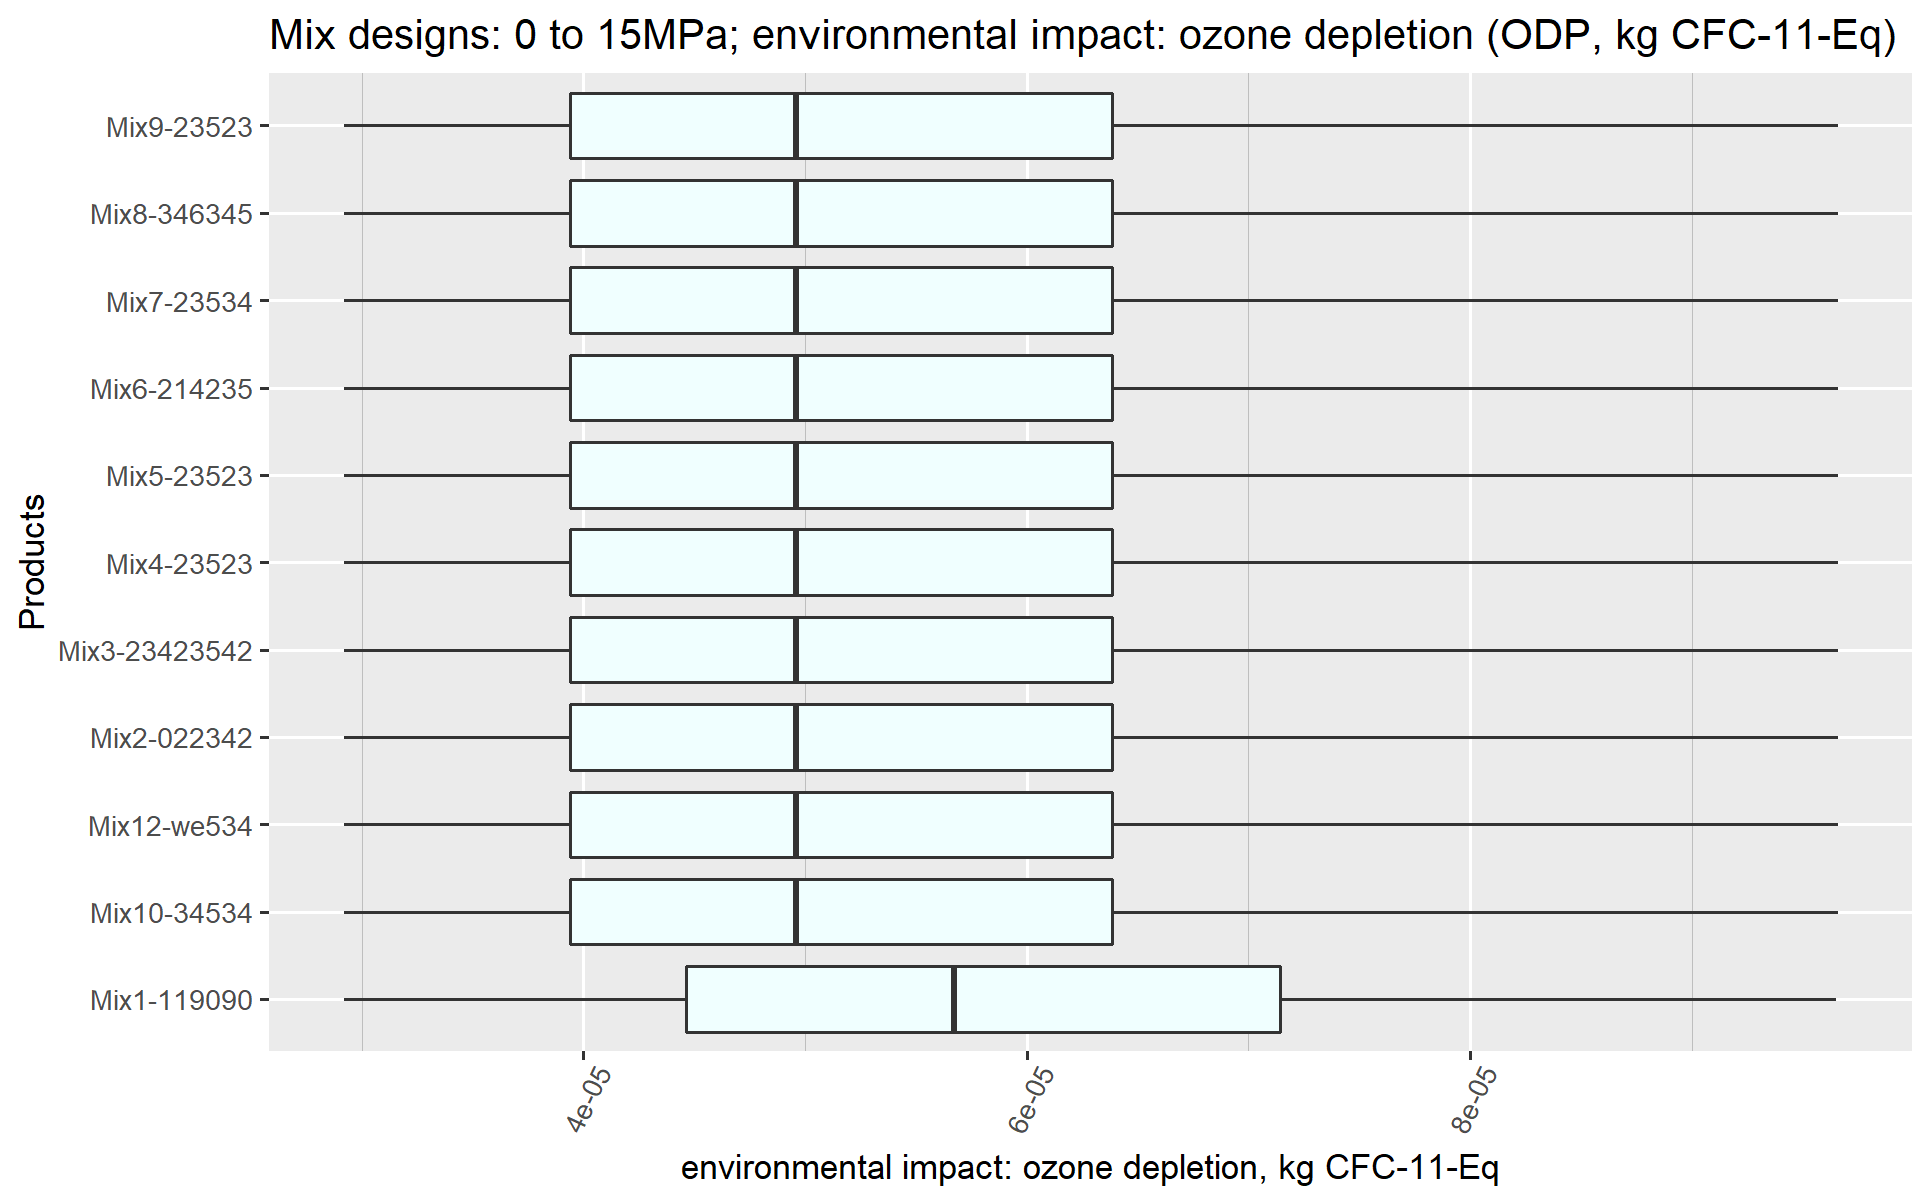 Mix designs: 0 to 15MPa; environmental impact: ozone depletion (ODP, kg CFC-11-Eq)
Products
Mix9-23523
Mix8-346345
Mix7-23534
Mix6-214235
Mix5-23523
Mix4-23523
Mix3-23423542
Mix2-022342
Mix12-we534
Mix10-34534
Mix1-119090
4e-05
6e-05
8e-05
environmental impact: ozone depletion, kg CFC-11-Eq